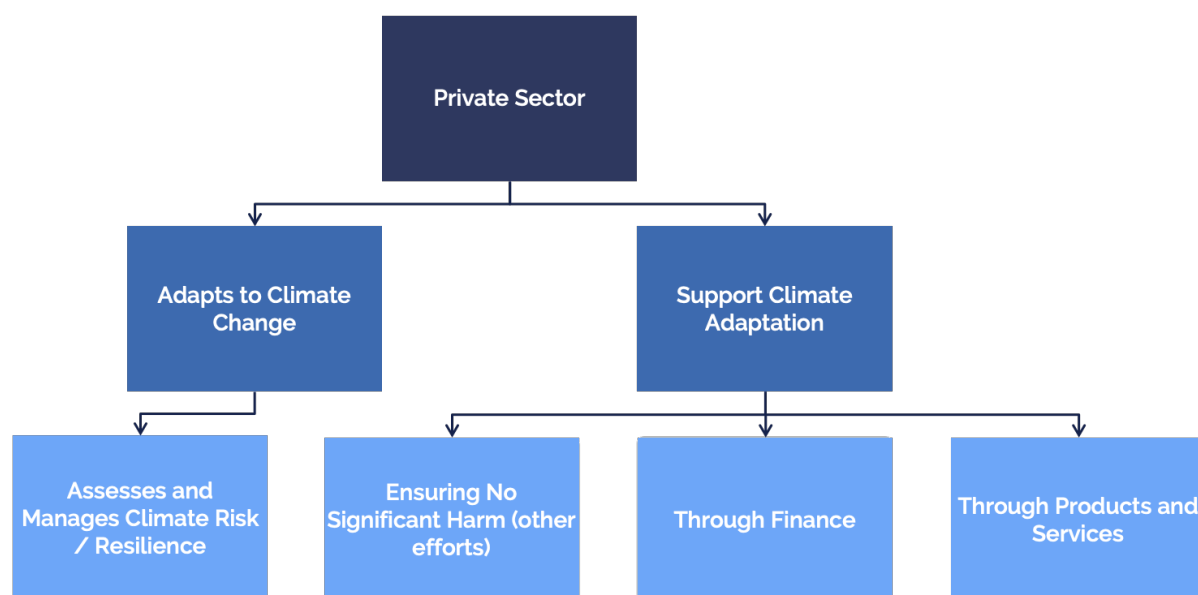 Private Sector
Adapts to Climate
Change
Support Climate
Adaptation
Assesses and
Manages Climate Risk
/ Resilience
Ensuring No
Significant Harm (other
efforts)
Through Finance
Through Products and
Services